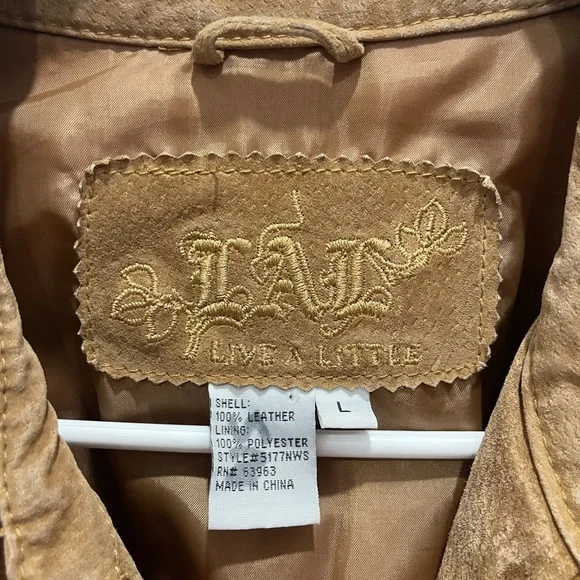 LAL
LIVE A LITTLE
SHELL:
100% LEATHER
LINING:
100% POLYESTER
STYLE#5177NWS
RN# 63963
MADE IN CHINA
L